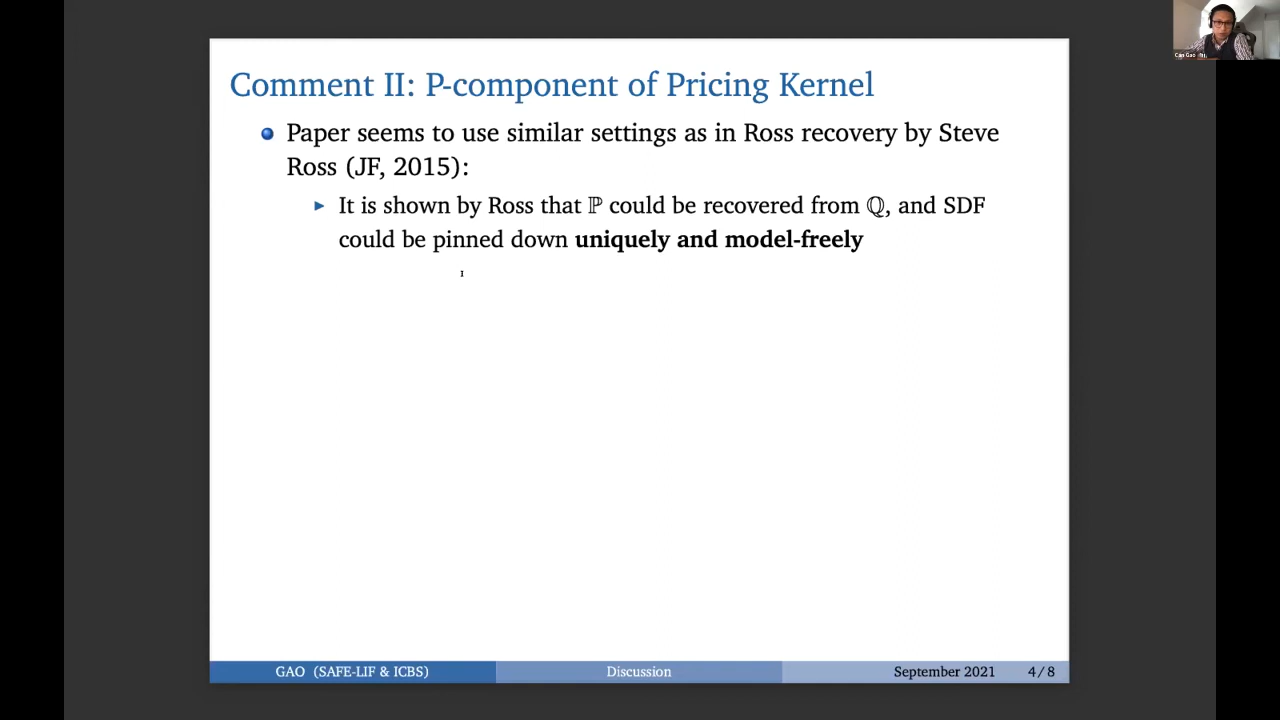 Comment II: P-component of Pricing Kernel
Paper seems to use similar settings as in Ross recovery by Steve
Ross (JF, 2015):
It is shown by Ross that ℙ could be recovered from ℚ, and SDF
could be pinned down uniquely and model-freely
GAO (SAFE-LIF & ICBS) Discussion September 2021 4/8
Can Gao